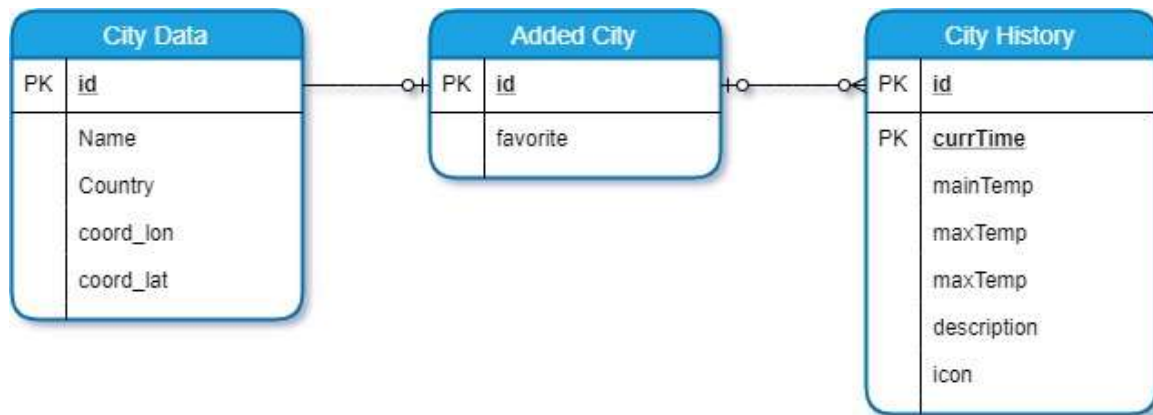 City Data
PK id
Name
Country
coord_lon
coord_lat
Added City
PK id
favorite
City History
PK id
PK currTime
mainTemp
maxTemp
maxTemp
description
icon